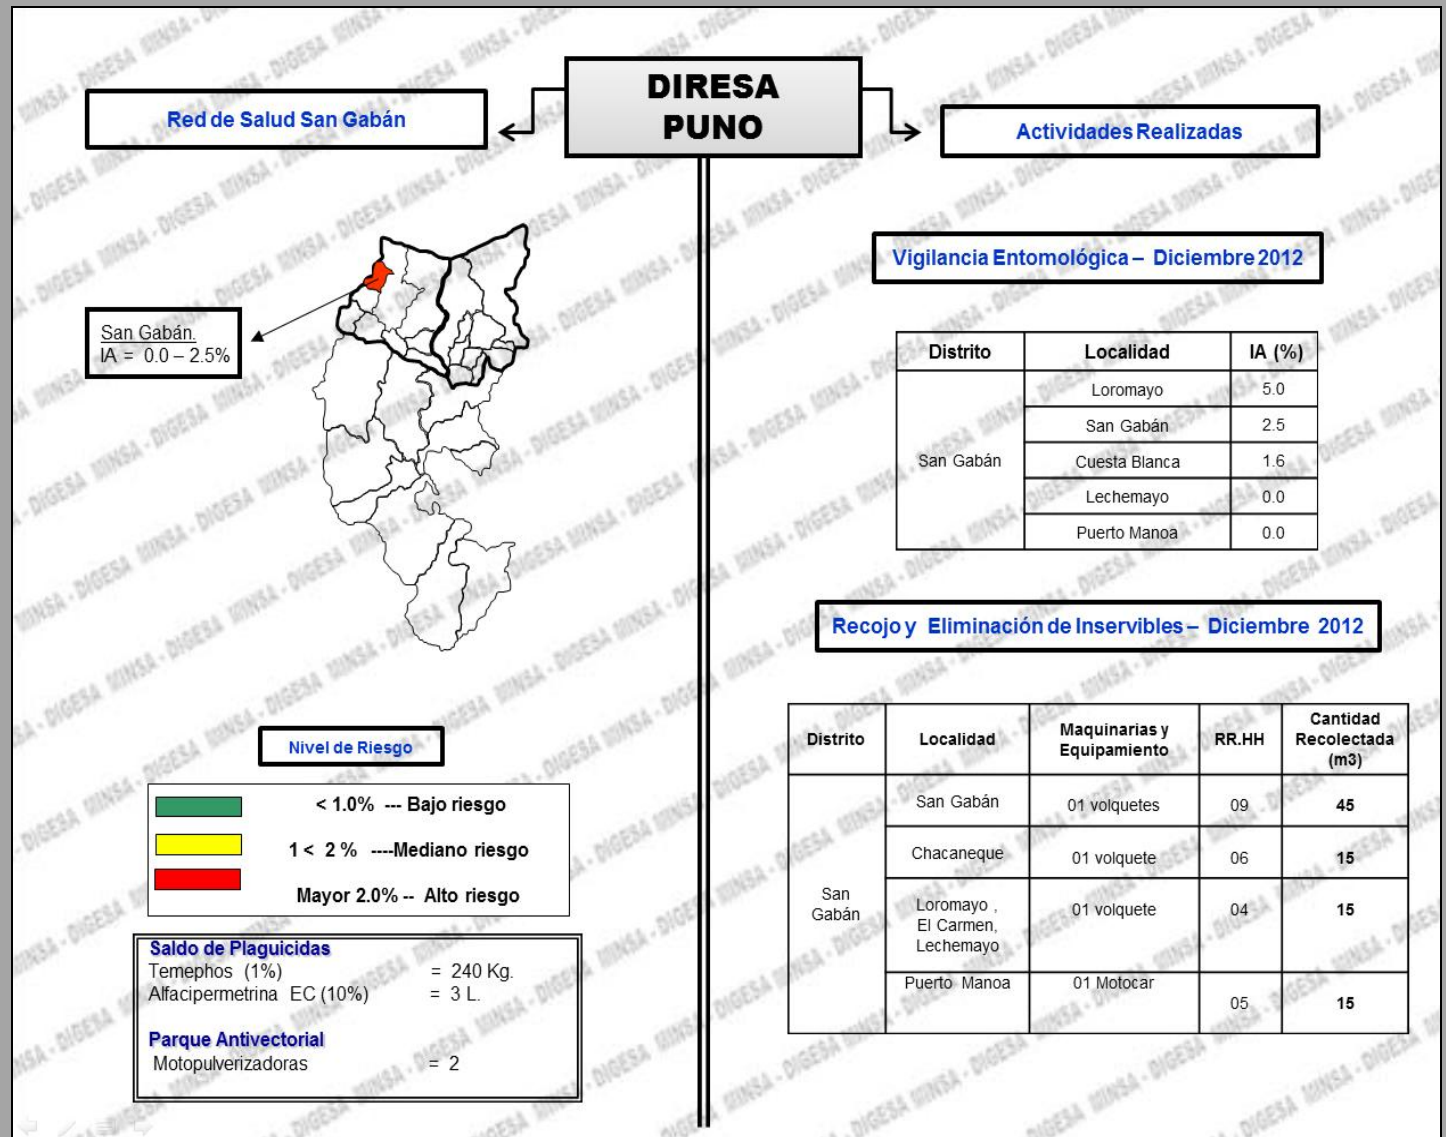 DIRESA
PUNO
Red de Salud San Gabán
Actividades Realizadas
San Gabán.
IA = 0.0 – 2.5%
Nivel de Riesgo
< 1.0% --- Bajo riesgo
1 < 2 % ----Mediano riesgo
Mayor 2.0% -- Alto riesgo
Saldo de Plaguicidas
Temephos (1%) = 240 Kg.
Alfacipermetrina EC (10%) = 3 L.
Parque Antivectorial
Motopulverizadoras = 2
Vigilancia Entomológica – Diciembre 2012
Distrito Localidad IA (%)
Loromayo 5.0
San Gabán 2.5
San Gabán Cuesta Blanca 1.6
Lechemayo 0.0
Puerto Manoa 0.0
Recojo y Eliminación de Inservibles – Diciembre 2012
Distrito Localidad Maquinarias y Equipamiento RR.HH Cantidad Recolectada (m3)
San Gabán
San Gabán 01 volquetes 09 45
Chacaneque 01 volquete 06 15
Loromayo , El Carmen, Lechemayo 01 volquete 04 15
Puerto Manoa 01 Motocar 05 15
MINSA - DIGESA